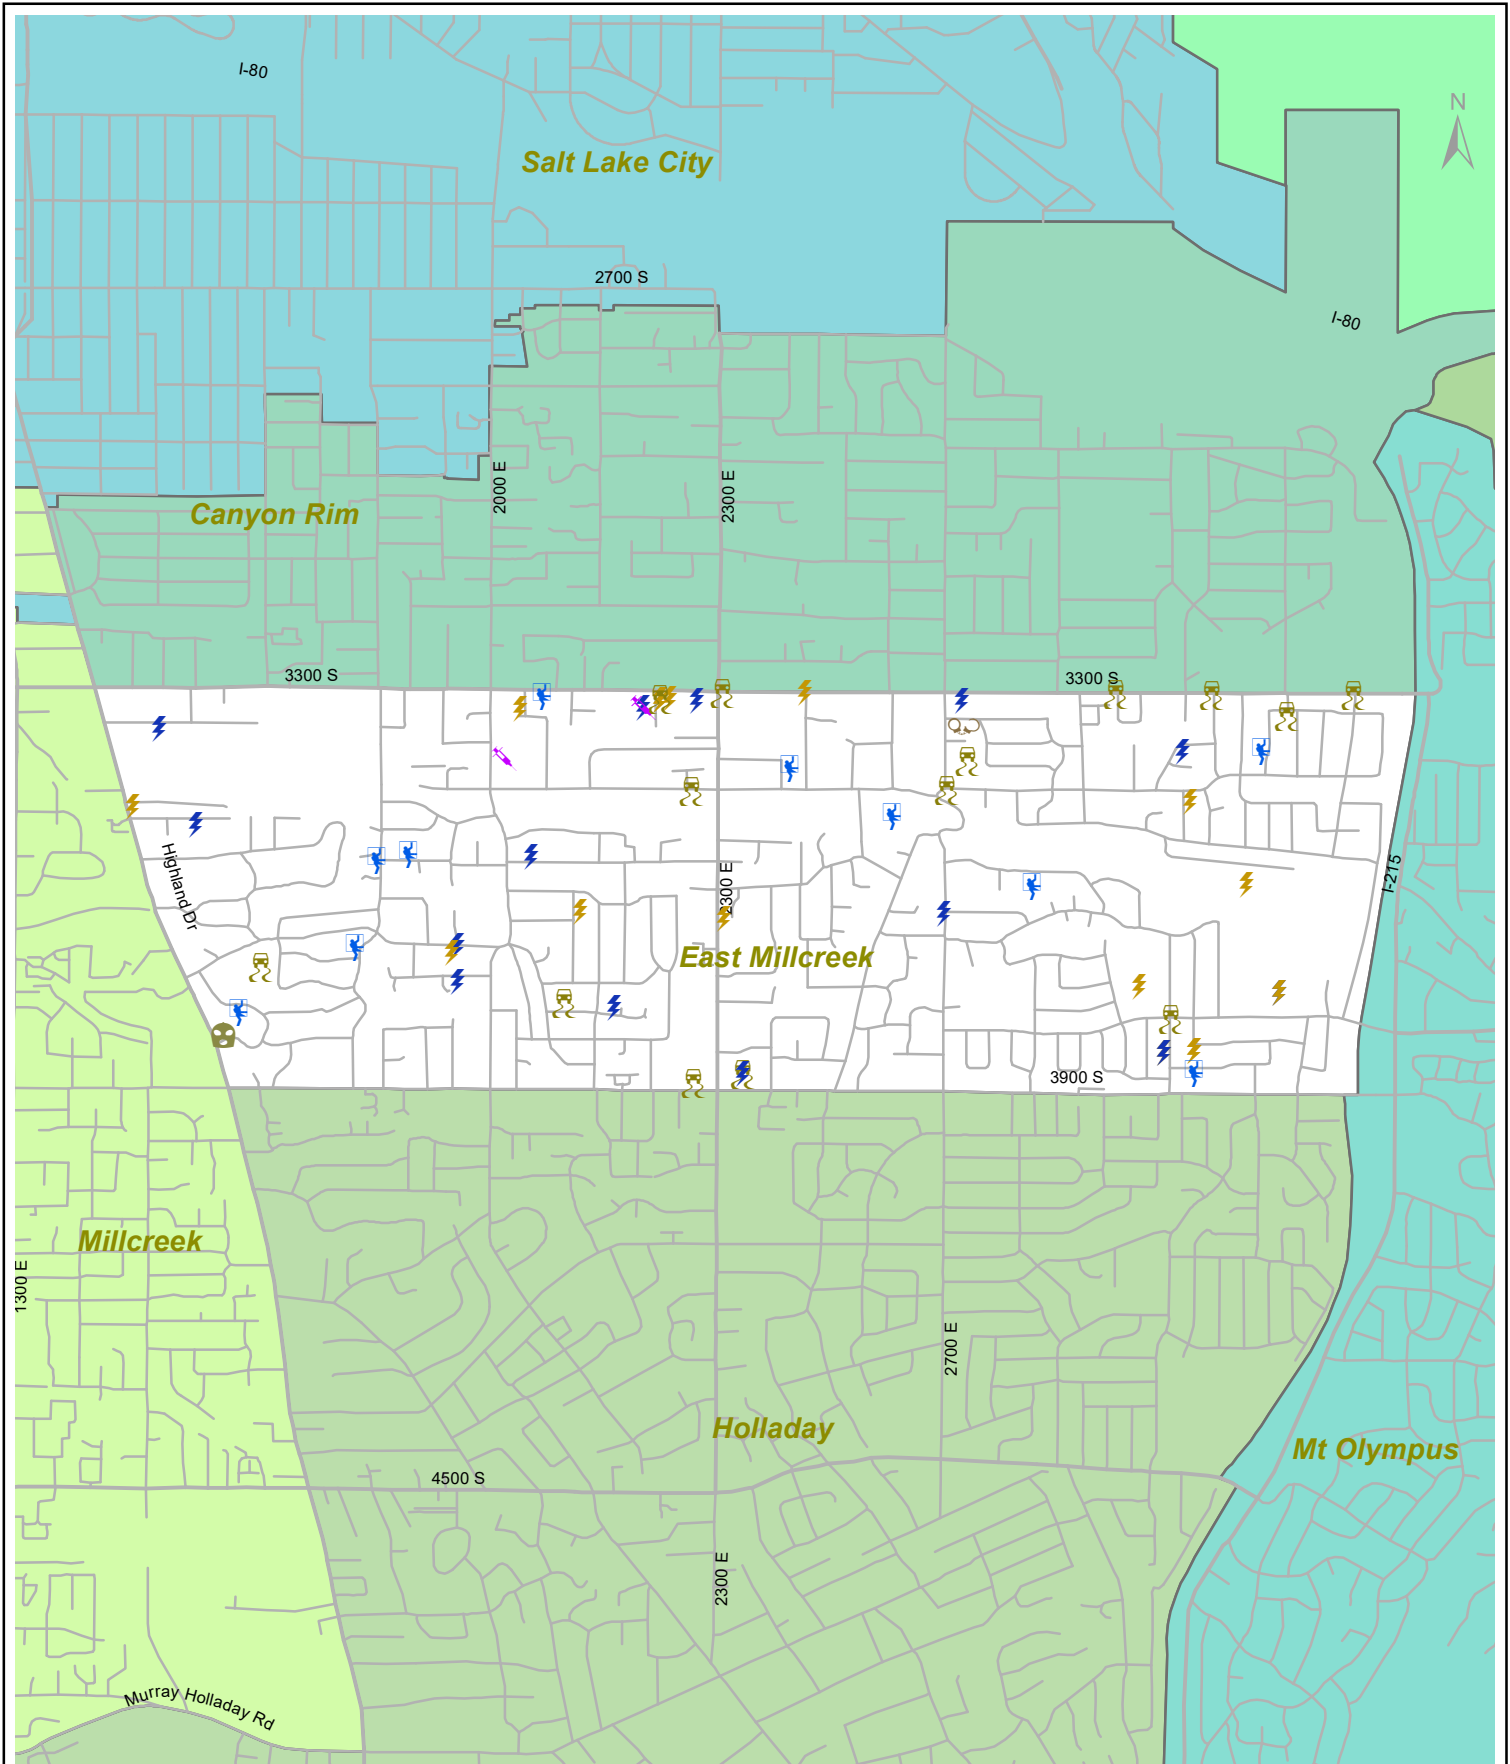 I-80
N
Salt Lake City
2700 S
I-80
2000 E
2300 E
Canyon Rim
3300 S
3300 S
Highland Dr
2300 E
I-215
East Millcreek
3900 S
Millcreek
1300 E
2700 E
Holladay
Mt Olympus
4500 S
2300 E
Murray Holladay Rd